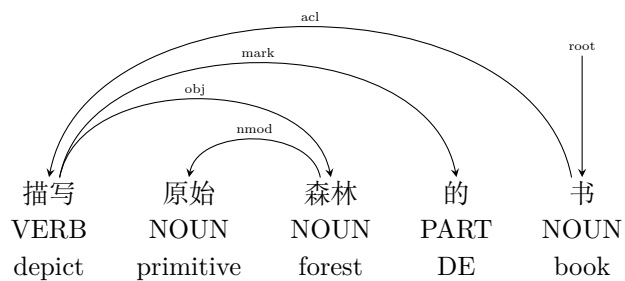 acl
mark
root
obj
nmod
描写 原始 森林 的 书
VERB NOUN NOUN PART NOUN
depict primitive forest DE book